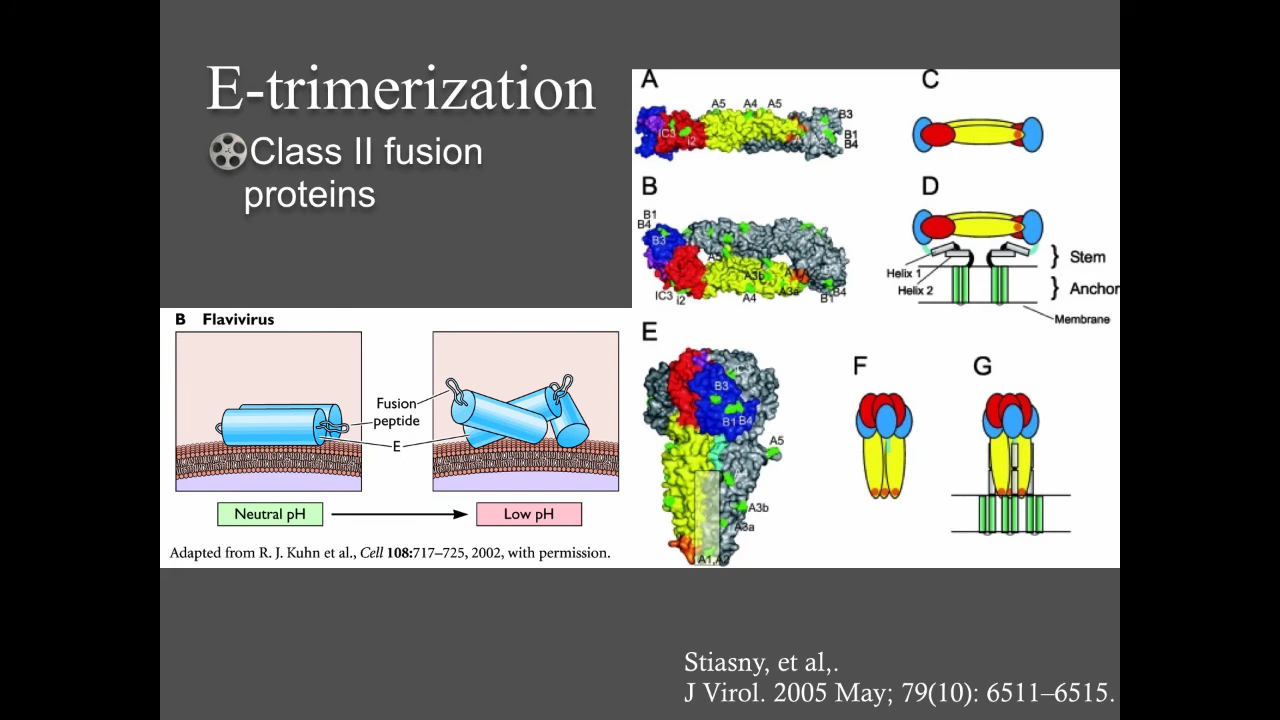 E-trimerization
Class II fusion
proteins
B Flavivirus
Fusion
peptide
E
Neutral pH
Low pH
Adapted from R. J. Kuhn et al., Cell 108:717–725, 2002, with permission.
A
A5 A4 A5
B3
IC3
I2
B1
B4
B
B1
B4
B3
A5
A3b
A3a
IC3 I2
A4
B1
B4
C
D
Helix 1
Helix 2
} Stem
} Anchor
Membrane
E
B3
B1 B4
A5
A3b
A3a
F
G
Stiasny, et al,.
J Virol. 2005 May; 79(10): 6511–6515.